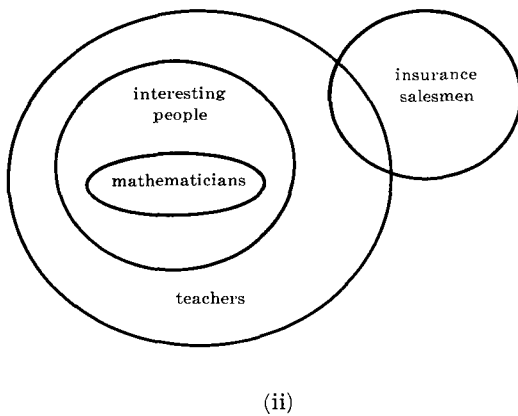 interesting
people
insurance
salesmen
mathematicians
teachers
(ii)